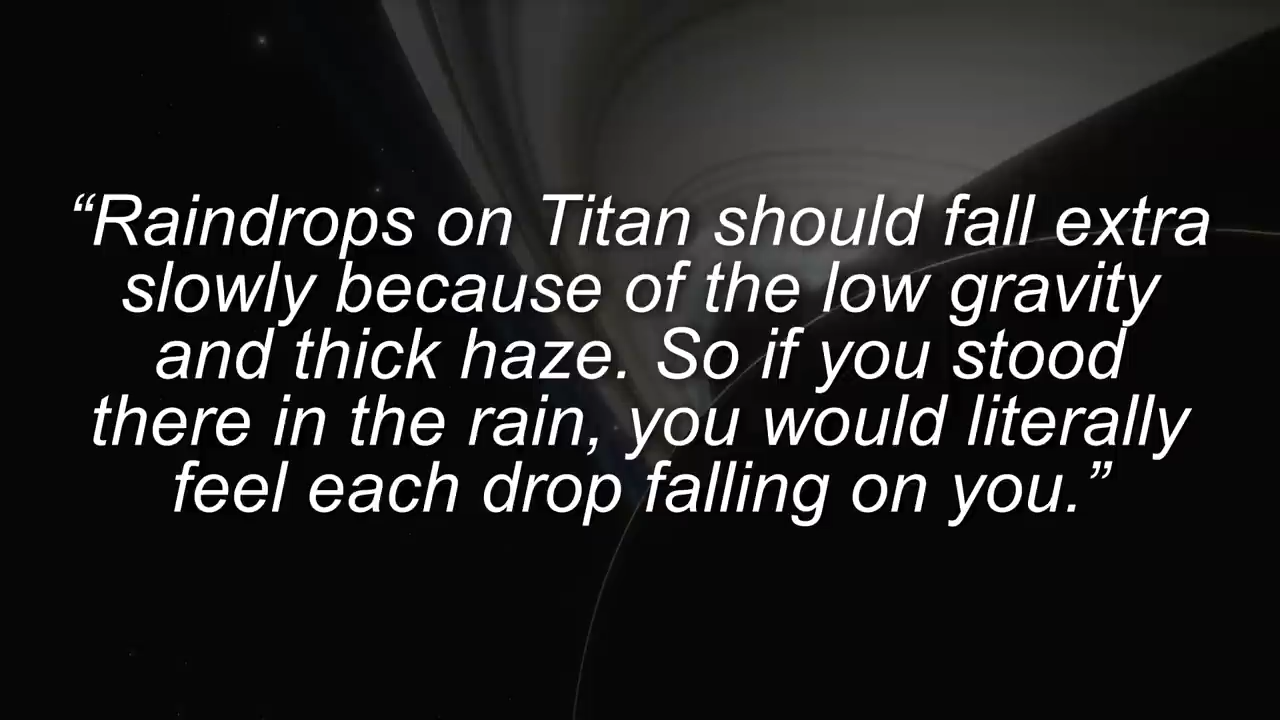 “Raindrops on Titan should fall extra
slowly because of the low gravity
and thick haze. So if you stood
there in the rain, you would literally
feel each drop falling on you.”